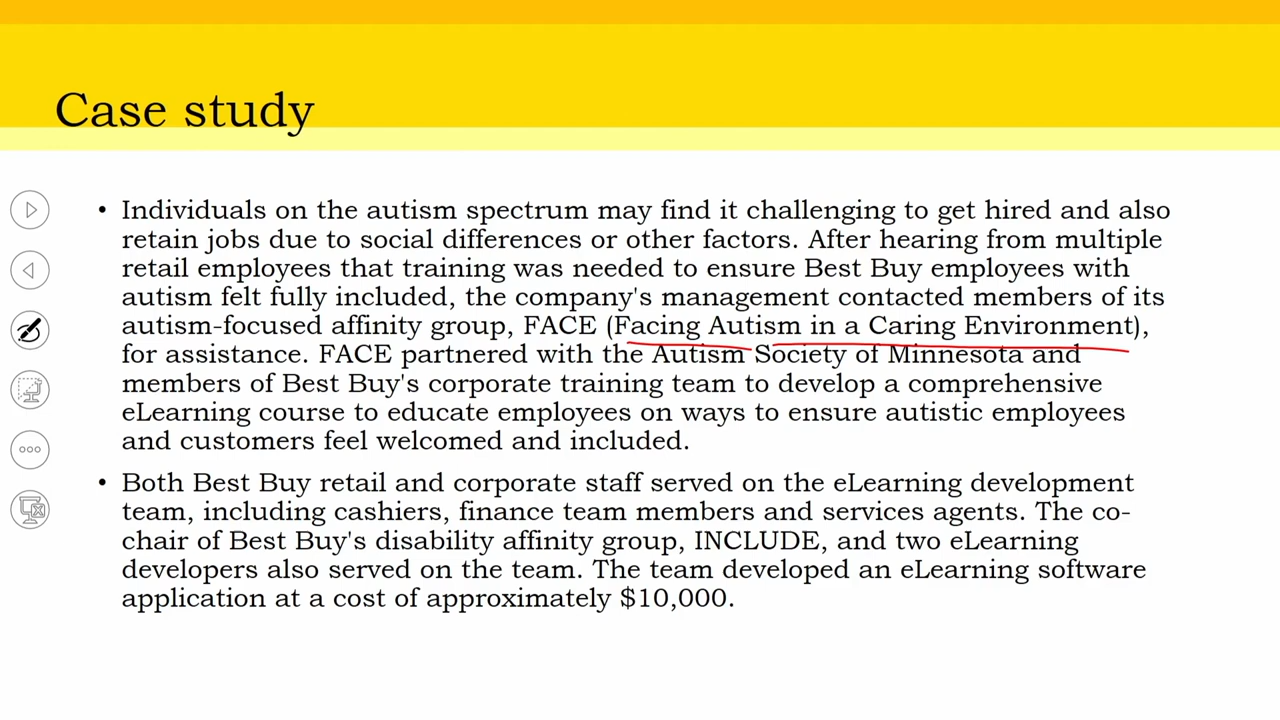 Case study
• Individuals on the autism spectrum may find it challenging to get hired and also
retain jobs due to social differences or other factors. After hearing from multiple
retail employees that training was needed to ensure Best Buy employees with
autism felt fully included, the company's management contacted members of its
autism-focused affinity group, FACE (Facing Autism in a Caring Environment),
for assistance. FACE partnered with the Autism Society of Minnesota and
members of Best Buy's corporate training team to develop a comprehensive
eLearning course to educate employees on ways to ensure autistic employees
and customers feel welcomed and included.
• Both Best Buy retail and corporate staff served on the eLearning development
team, including cashiers, finance team members and services agents. The co-
chair of Best Buy's disability affinity group, INCLUDE, and two eLearning
developers also served on the team. The team developed an eLearning software
application at a cost of approximately $10,000.